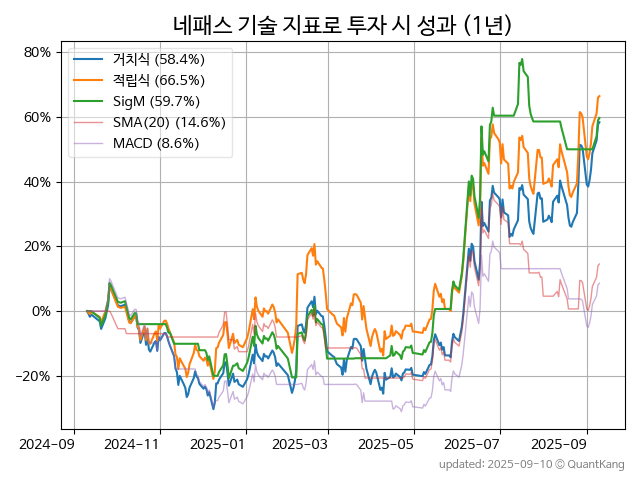 네패스 기술 지표로 투자 시 성과 (1년)
거치식 (58.4%)
적립식 (66.5%)
SigM (59.7%)
SMA(20) (14.6%)
MACD (8.6%)
80%
60%
40%
20%
0%
−20%
2024−09
2024−11
2025−01
2025−03
2025−05
2025−07
2025−09
updated: 2025-09-10 © QuantKang